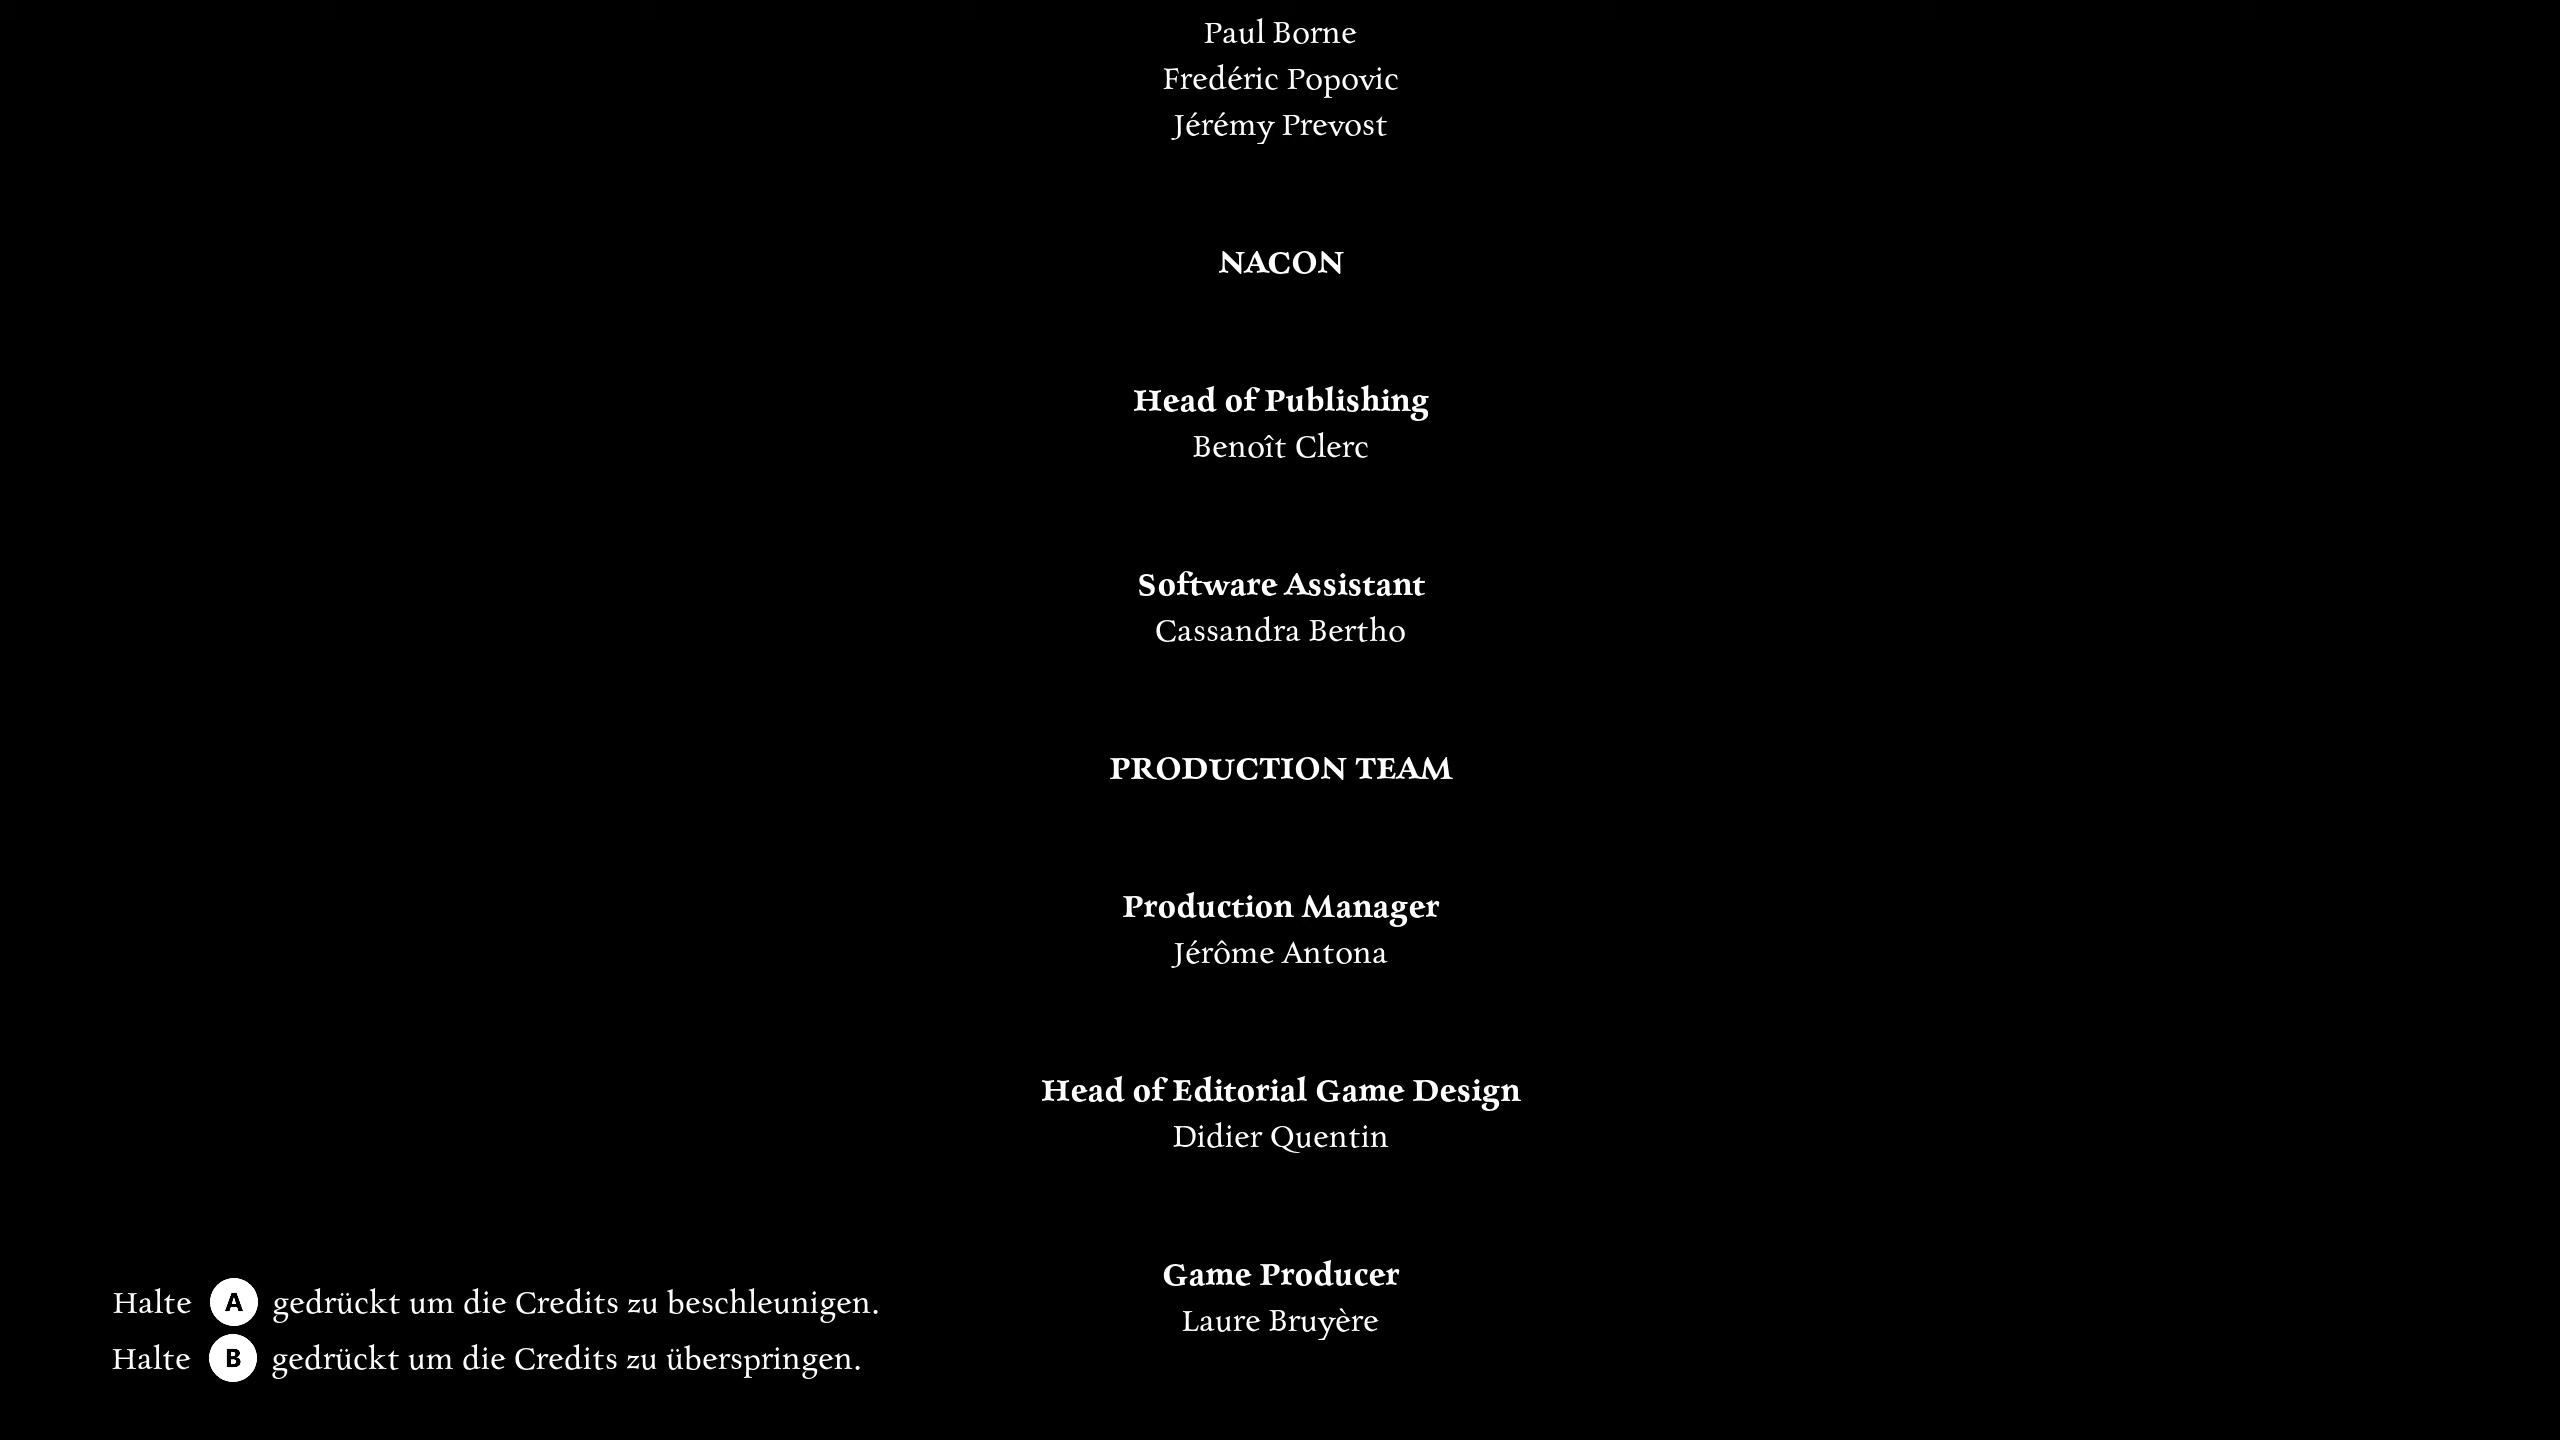 Paul Borne
Fredéric Popovic
Jérémy Prevost
NACON
Head of Publishing
Benoît Clerc
Software Assistant
Cassandra Bertho
PRODUCTION TEAM
Production Manager
Jérôme Antona
Head of Editorial Game Design
Didier Quentin
Game Producer
Laure Bruyère
Halte A gedrückt um die Credits zu beschleunigen.
Halte B gedrückt um die Credits zu überspringen.